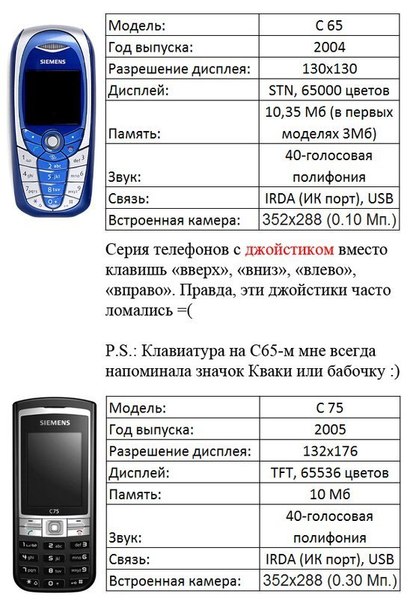 SIEMENS
Модель: C 65
Год выпуска: 2004
Разрешение дисплея: 130x130
Дисплей: STN, 65000 цветов
Память: 10,35 Мб (в первых
моделях 3Мб)
Звук: 40-голосовая
полифония
Связь: IRDA (ИК порт), USB
Встроенная камера: 352x288 (0.10 Мп.)
Серия телефонов с джойстиком вместо
клавишь «вверх», «вниз», «влево»,
«вправо». Правда, эти джойстики часто
ломались =(
P.S.: Клавиатура на С65-м мне всегда
напоминала значок Кваки или бабочку :)
SIEMENS
C75
Модель: C 75
Год выпуска: 2005
Разрешение дисплея: 132x176
Дисплей: TFT, 65536 цветов
Память: 10 Мб
Звук: 40-голосовая
полифония
Связь: IRDA (ИК порт), USB
Встроенная камера: 352x288 (0.30 Мп.)